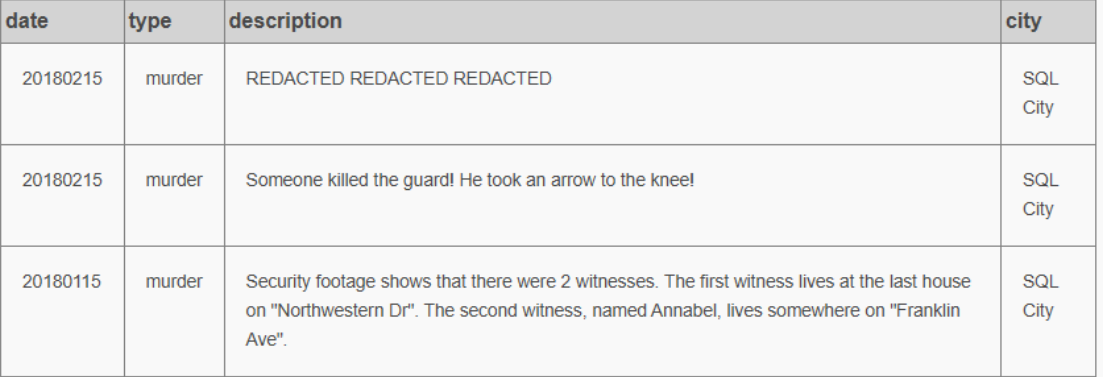 date type description city
20180215 murder REDACTED REDACTED REDACTED SQL
City
20180215 murder Someone killed the guard! He took an arrow to the knee! SQL
City
20180115 murder Security footage shows that there were 2 witnesses. The first witness lives at the last house SQL
on "Northwestern Dr". The second witness, named Annabel, lives somewhere on "Franklin City
Ave".